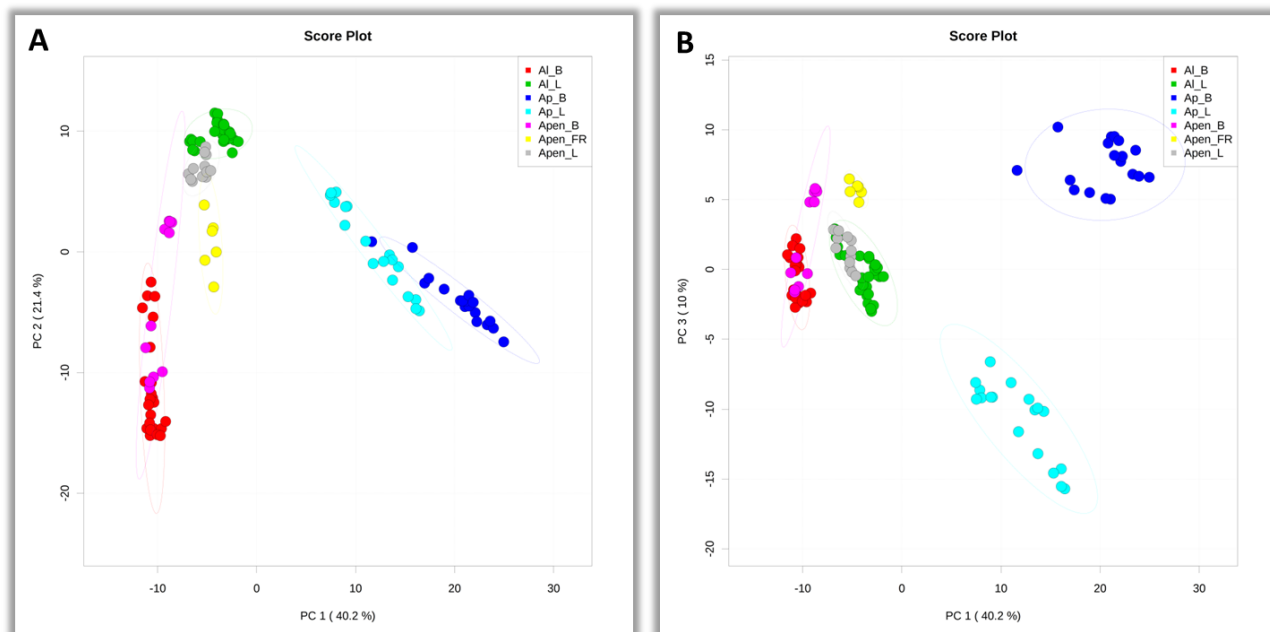 A
Score Plot
Al_B
Al_L
Ap_B
Ap_L
Apen_B
Apen_FR
Apen_L
10
0
-10
-20
PC 2 ( 21.4 %)
-10
0
10
20
30
PC 1 ( 40.2 %)
B
Score Plot
Al_B
Al_L
Ap_B
Ap_L
Apen_B
Apen_FR
Apen_L
15
10
5
0
-5
-10
-15
-20
PC 3 ( 10 %)
-10
0
10
20
30
PC 1 ( 40.2 %)